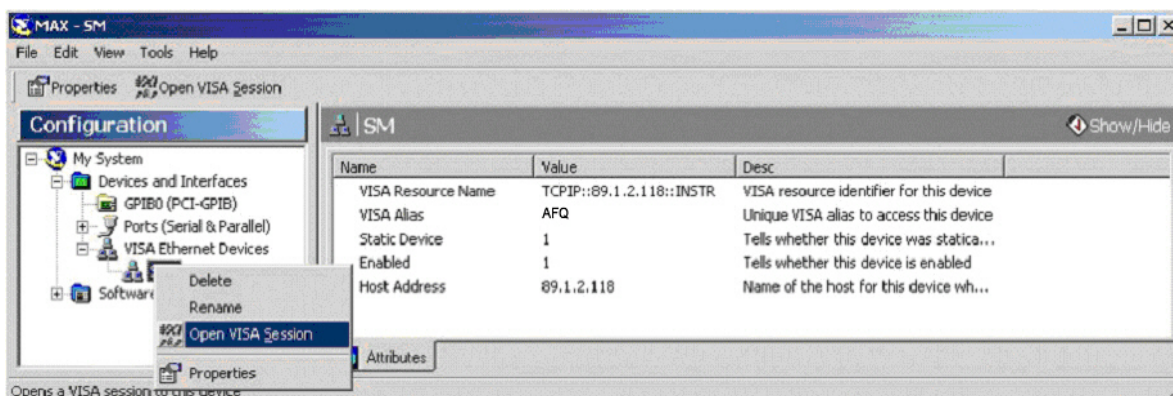 MAX - SM
File Edit View Tools Help
Properties Open VISA Session
Configuration
SM
Show/Hide
My System
Devices and Interfaces
GPIB0 (PCI-GPIB)
Ports (Serial & Parallel)
VISA Ethernet Devices
Software
Delete
Rename
Open VISA Session
Properties
Name Value Desc
VISA Resource Name TCPIP::89.1.2.118::INSTR VISA resource identifier for this device
VISA Alias AFQ Unique VISA alias to access this device
Static Device 1 Tells whether this device was statica...
Enabled 1 Tells whether this device is enabled
Host Address 89.1.2.118 Name of the host for this device wh...
Attributes
Opens a VISA session to this device